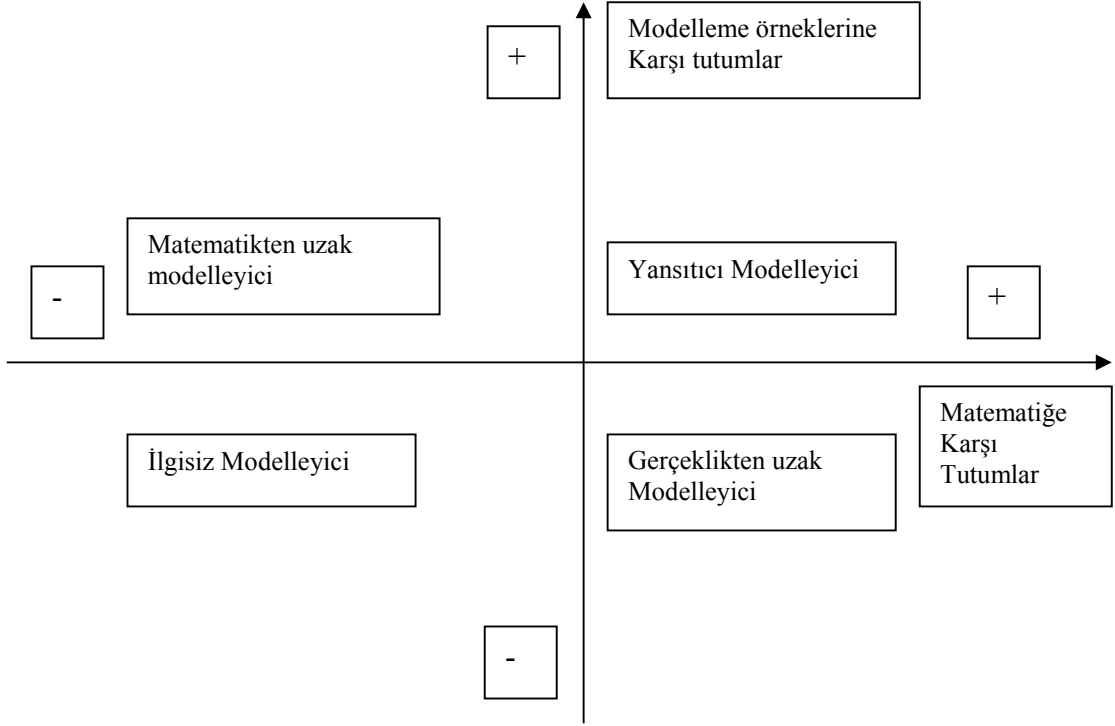 +
Modelleme örneklerine
Karşı tutumlar
Matematikten uzak
modelleyici
Yansıtıcı Modelleyici
-
+
İlgisiz Modelleyici
Gerçeklikten uzak
Modelleyici
Matematiğe
Karşı
Tutumlar
-